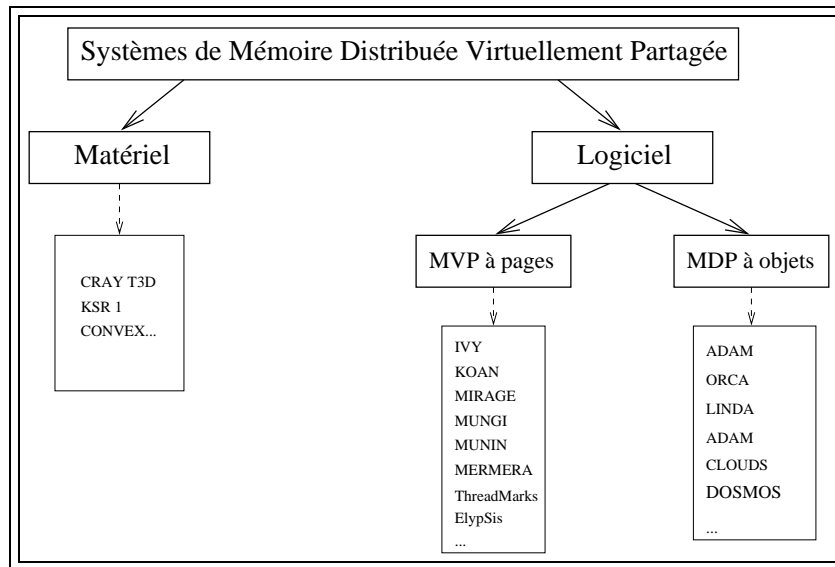 Systèmes de Mémoire Distribuée Virtuellement Partagée
Matériel
Logiciel
CRAY T3D
KSR 1
CONVEX...
MVP à pages
MDP à objets
IVY
KOAN
MIRAGE
MUNGI
MUNIN
MERMERA
ThreadMarks
ElypSis
...
ADAM
ORCA
LINDA
ADAM
CLOUDS
DOSMOS
...